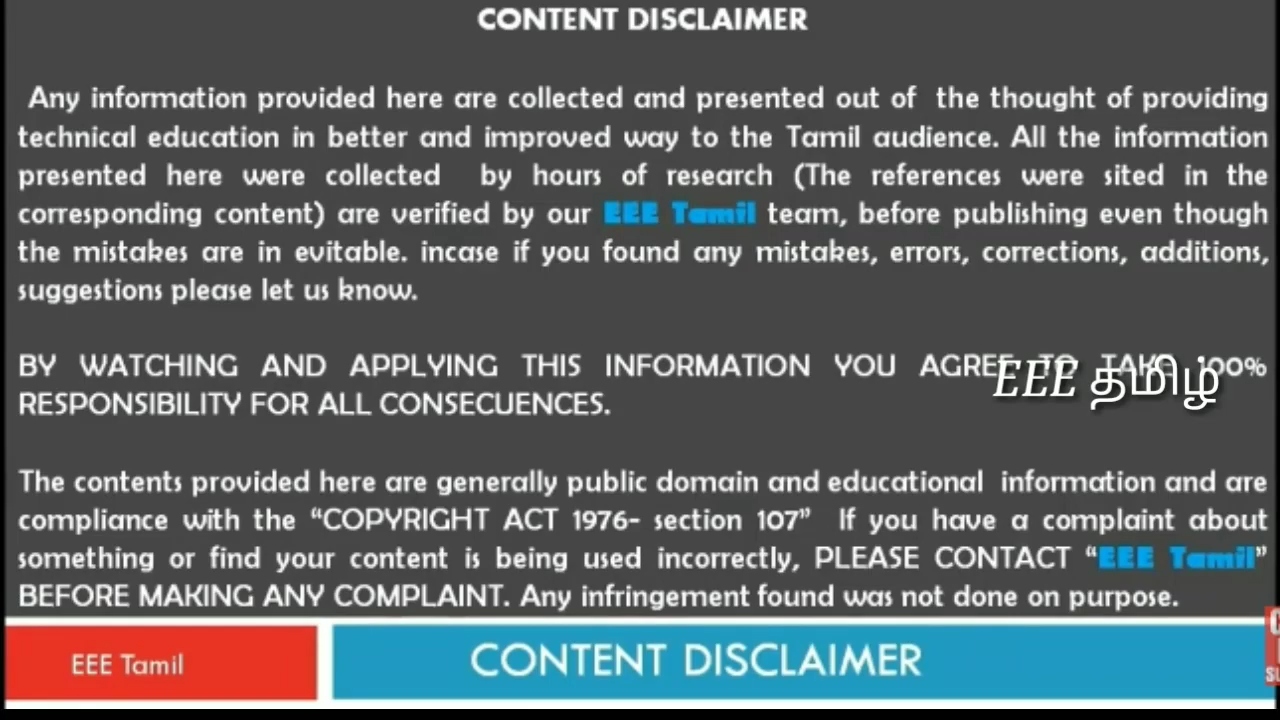 CONTENT DISCLAIMER
Any information provided here are collected and presented out of the thought of providing
technical education in better and improved way to the Tamil audience. All the information
presented here were collected by hours of research (The references were sited in the
corresponding content) are verified by our EEE Tamil team, before publishing even though
the mistakes are in evitable. incase if you found any mistakes, errors, corrections, additions,
suggestions please let us know.
BY WATCHING AND APPLYING THIS INFORMATION YOU AGREE TO TAKE 100%
EEE தமிழ்
RESPONSIBILITY FOR ALL CONSECUENCES.
The contents provided here are generally public domain and educational information and are
compliance with the “COPYRIGHT ACT 1976- section 107” If you have a complaint about
something or find your content is being used incorrectly, PLEASE CONTACT “EEE Tamil”
BEFORE MAKING ANY COMPLAINT. Any infringement found was not done on purpose.
EEE Tamil
CONTENT DISCLAIMER